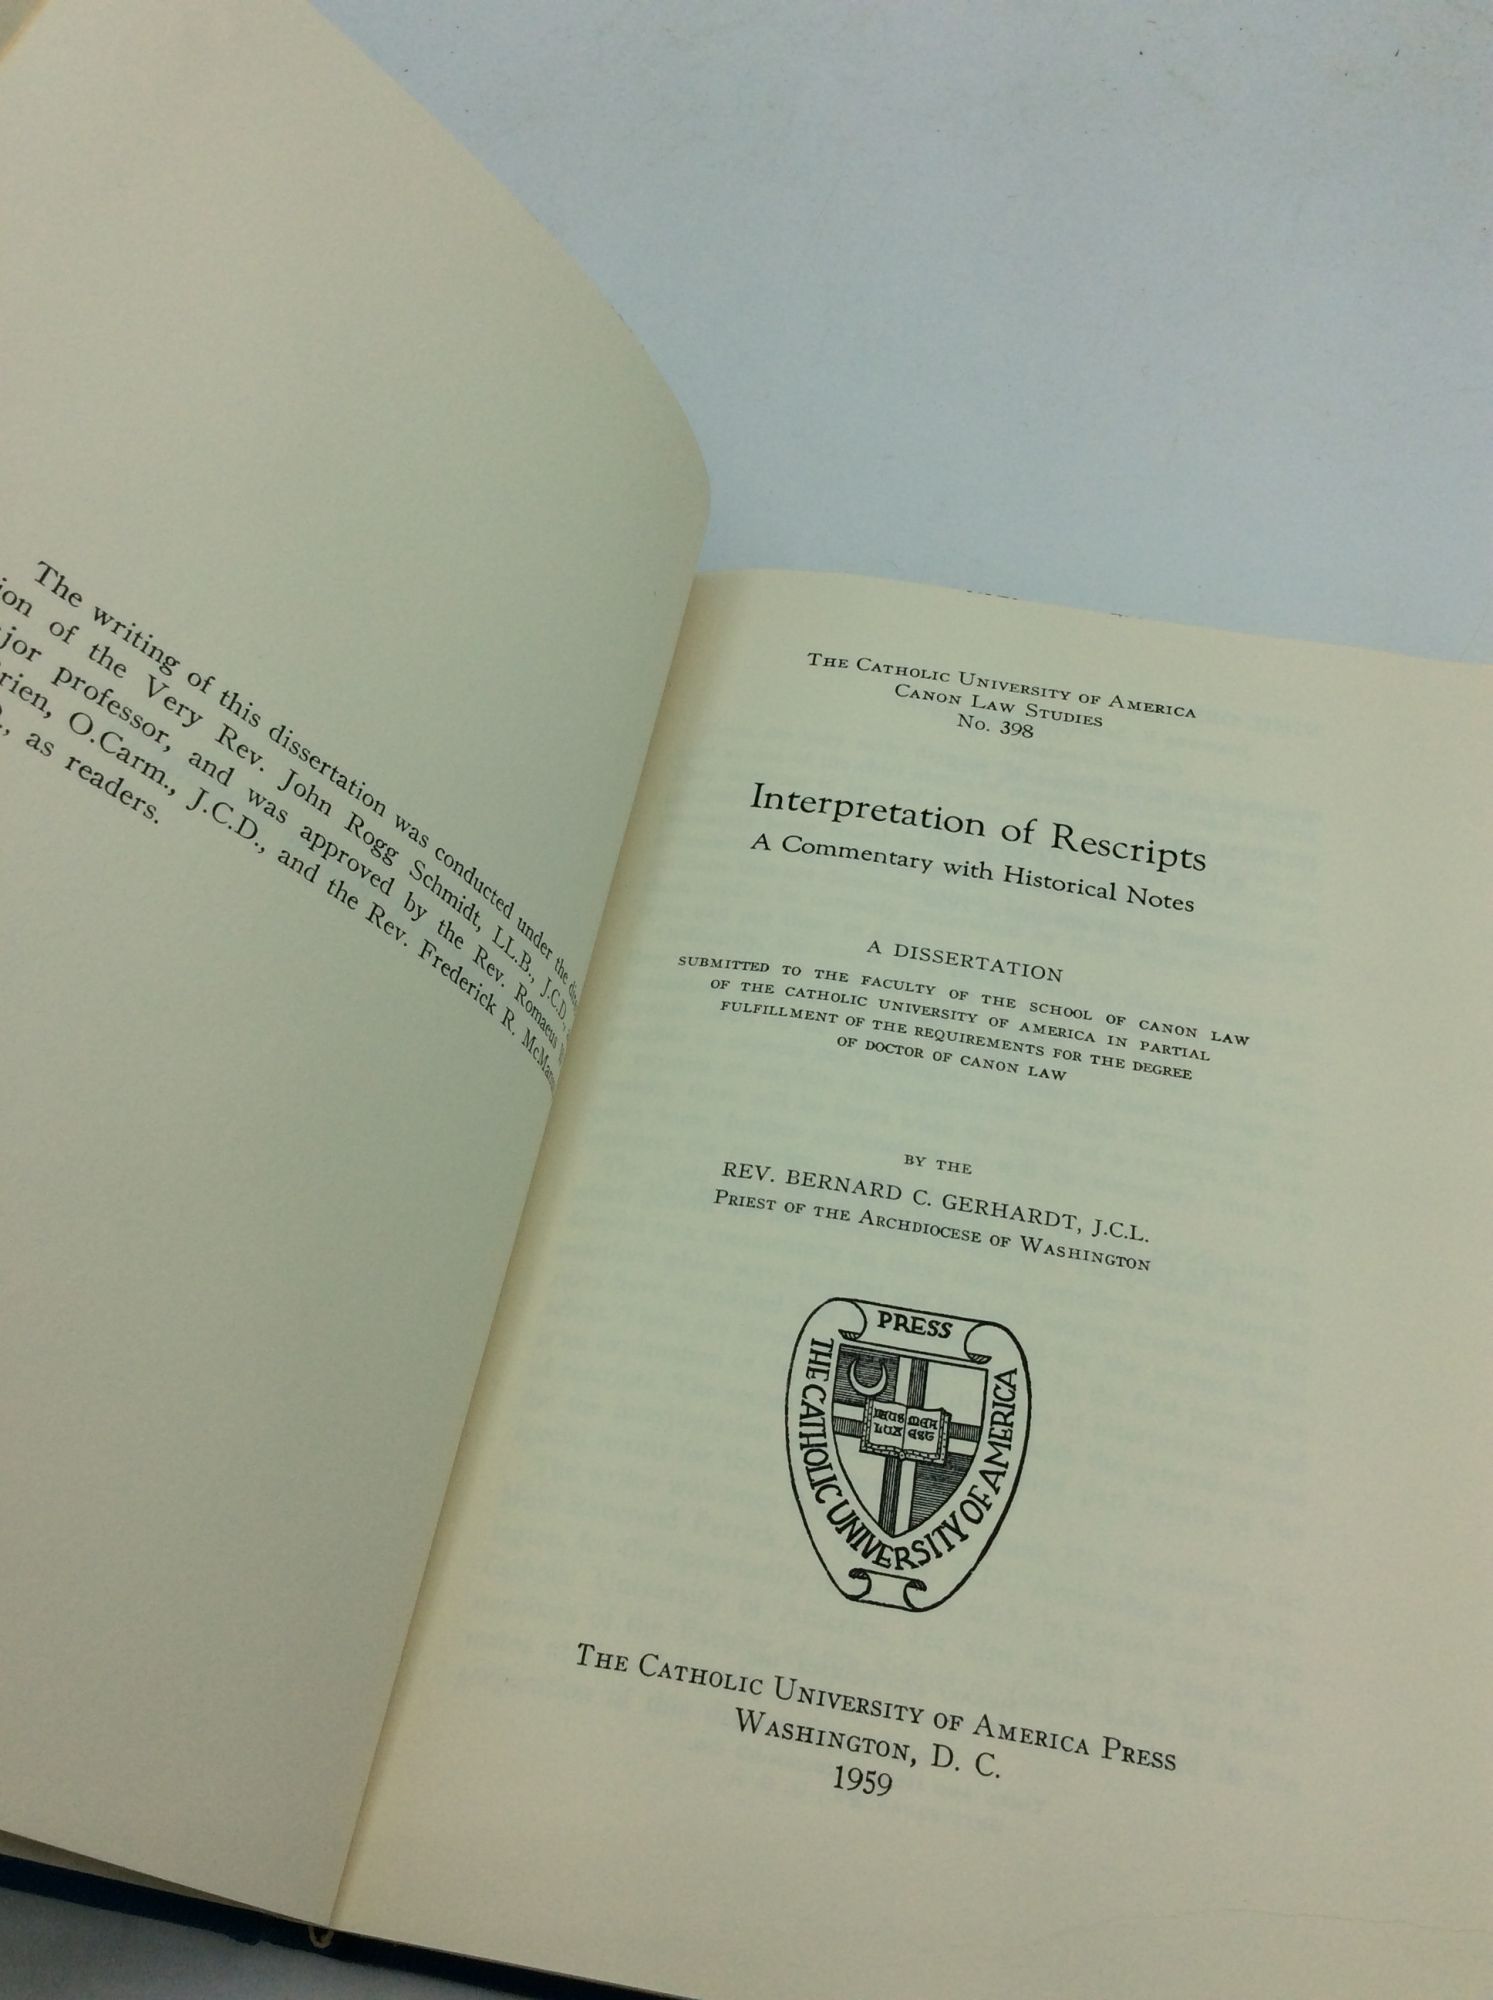 The writing of this dissertation was conducted under the
of the Very Rev. John Rogg Schmidt, LL.B., J.C.D.,
professor, and was approved by the Rev. Romaeus
O.Carm., J.C.D., and the Rev. Frederick R.
as readers.
The Catholic University of America
Canon Law Studies
No. 398
Interpretation of Rescripts
A Commentary with Historical Notes
A DISSERTATION
SUBMITTED TO THE FACULTY OF THE SCHOOL OF CANON LAW
OF THE CATHOLIC UNIVERSITY OF AMERICA IN PARTIAL
FULFILLMENT OF THE REQUIREMENTS FOR THE DEGREE
OF DOCTOR OF CANON LAW
BY THE
REV. BERNARD C. GERHARDT, J.C.L.
Priest of the Archdiocese of Washington
PRESS
THE CATHOLIC UNIVERSITY OF AMERICA
DEUS MEA
LUX EST
The Catholic University of America Press
Washington, D. C.
1959